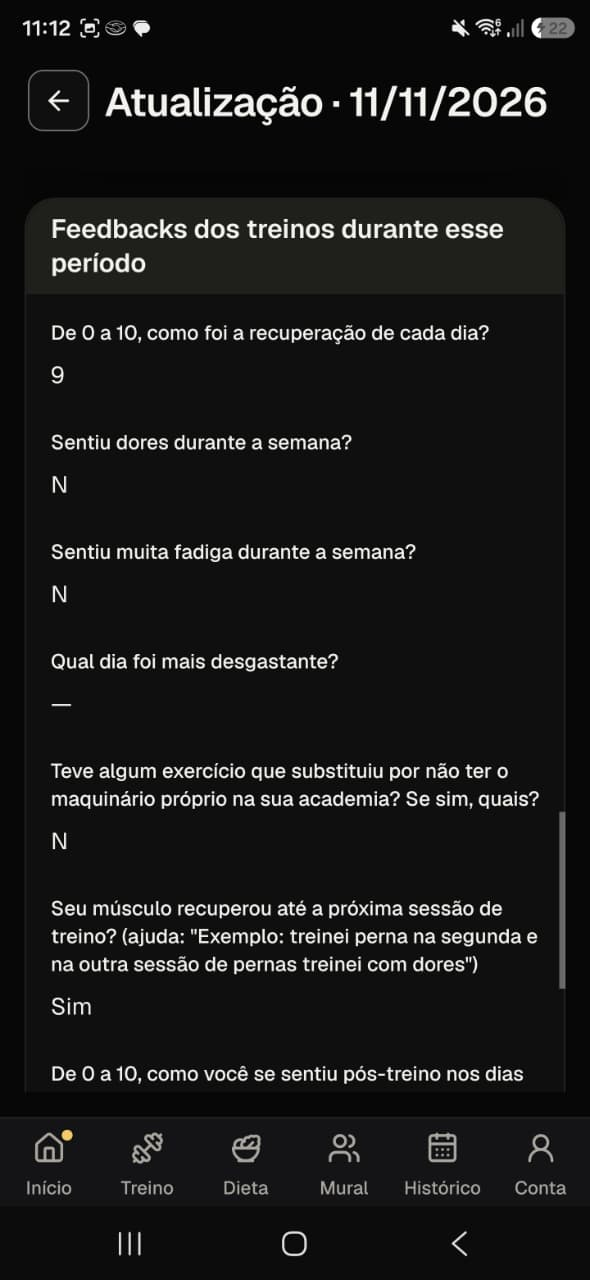 11:12
6
22
Atualização · 11/11/2026
Feedbacks dos treinos durante esse
período
De 0 a 10, como foi a recuperação de cada dia?
9
Sentiu dores durante a semana?
N
Sentiu muita fadiga durante a semana?
N
Qual dia foi mais desgastante?
—
Teve algum exercício que substituiu por não ter o
maquinário próprio na sua academia? Se sim, quais?
N
Seu músculo recuperou até a próxima sessão de
treino? (ajuda: "Exemplo: treinei perna na segunda e
na outra sessão de pernas treinei com dores")
Sim
De 0 a 10, como você se sentiu pós-treino nos dias
Início Treino Dieta Mural Histórico Conta